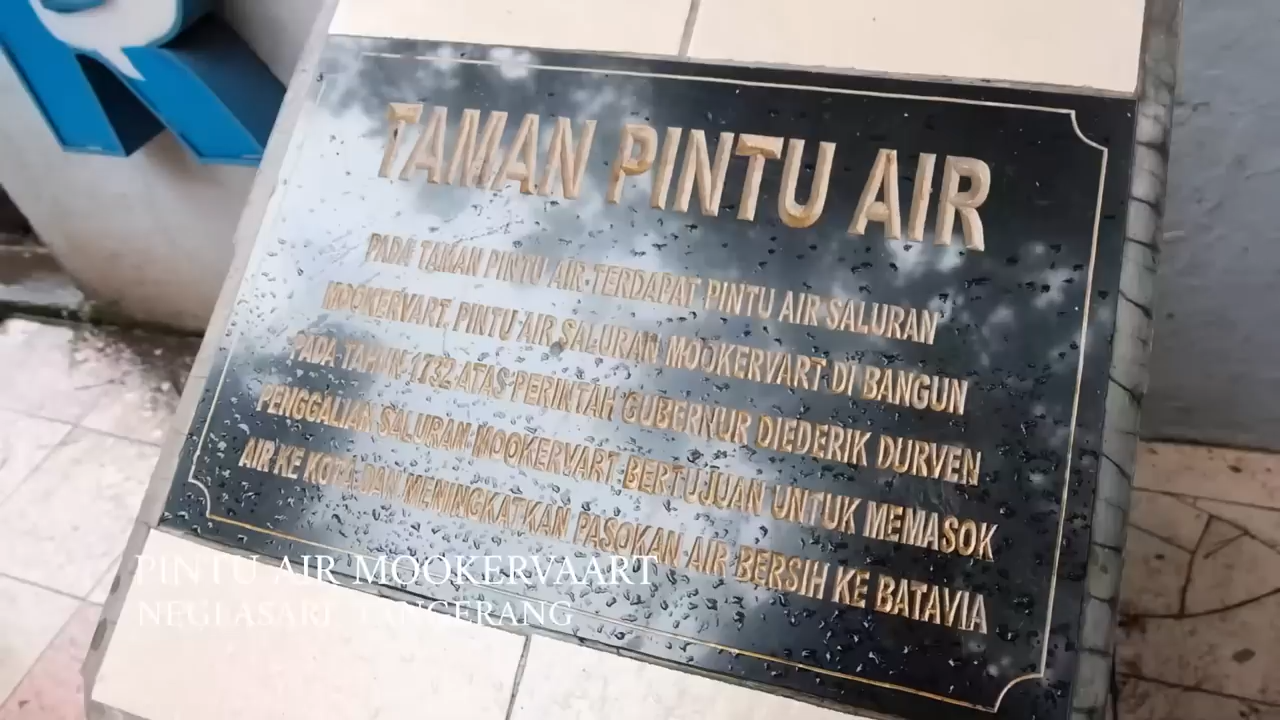 TAMAN PINTU AIR
PADA TAMAN PINTU AIR TERDAPAT PINTU AIR SALURAN
MOOKERVART. PINTU AIR SALURAN MOOKERVART DI BANGUN
PADA TAHUN 1732 ATAS PERINTAH GUBERNUR DIEDERIK DURVEN
PENGGALIAN SALURAN MOOKERVART BERTUJUAN UNTUK MEMASOK
AIR KE KOTA DAN MENINGKATKAN PASOKAN AIR BERSIH KE BATAVIA
PINTU AIR MOOKERVAART
NEGLASARI TANGERANG